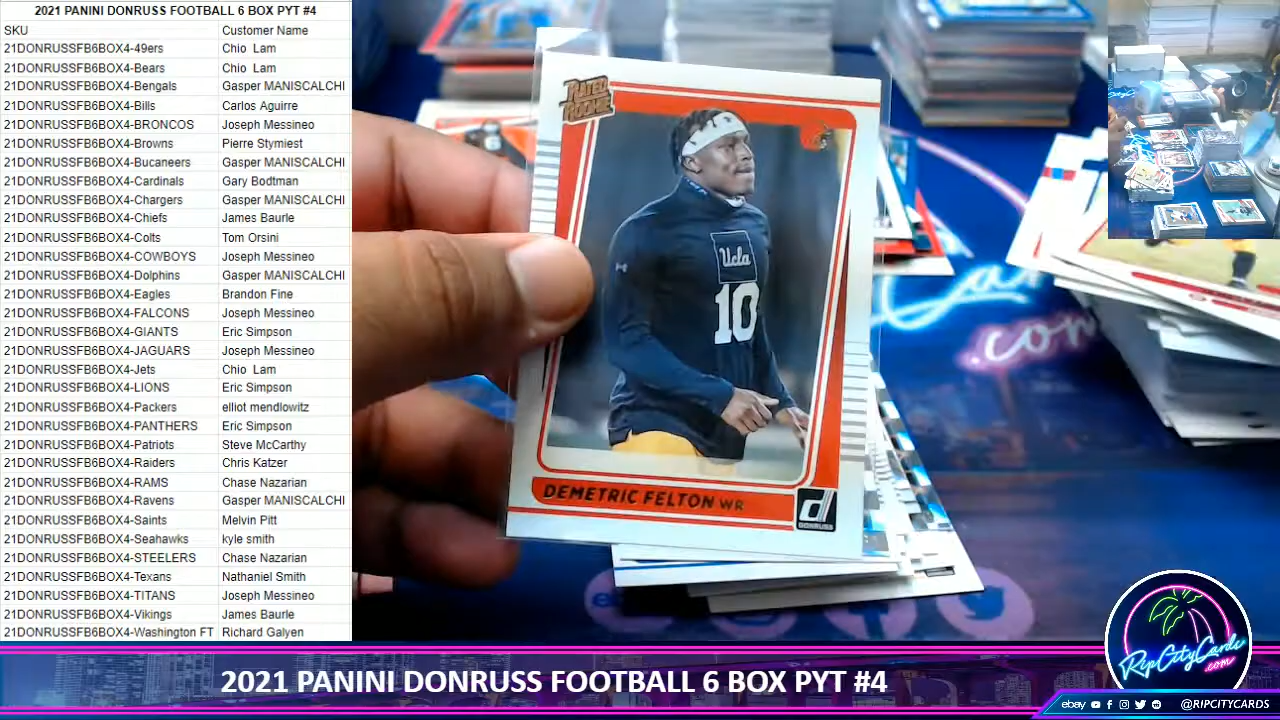 2021 PANINI DONRUSS FOOTBALL 6 BOX PYT #4
SKU Customer Name
21DONRUSSFB6BOX4-49ers Chio Lam
21DONRUSSFB6BOX4-Bears Chio Lam
21DONRUSSFB6BOX4-Bengals Gasper MANISCALCHI
21DONRUSSFB6BOX4-Bills Carlos Aguirre
21DONRUSSFB6BOX4-BRONCOS Joseph Messineo
21DONRUSSFB6BOX4-Browns Pierre Stymiest
21DONRUSSFB6BOX4-Bucaneers Gasper MANISCALCHI
21DONRUSSFB6BOX4-Cardinals Gary Bodtman
21DONRUSSFB6BOX4-Chargers Gasper MANISCALCHI
21DONRUSSFB6BOX4-Chiefs James Baurle
21DONRUSSFB6BOX4-Colts Tom Orsini
21DONRUSSFB6BOX4-COWBOYS Joseph Messineo
21DONRUSSFB6BOX4-Dolphins Gasper MANISCALCHI
21DONRUSSFB6BOX4-Eagles Brandon Fine
21DONRUSSFB6BOX4-FALCONS Joseph Messineo
21DONRUSSFB6BOX4-GIANTS Eric Simpson
21DONRUSSFB6BOX4-JAGUARS Joseph Messineo
21DONRUSSFB6BOX4-Jets Chio Lam
21DONRUSSFB6BOX4-LIONS Eric Simpson
21DONRUSSFB6BOX4-Packers elliot mendlowitz
21DONRUSSFB6BOX4-PANTHERS Eric Simpson
21DONRUSSFB6BOX4-Patriots Steve McCarthy
21DONRUSSFB6BOX4-Raiders Chris Katzer
21DONRUSSFB6BOX4-RAMS Chase Nazarian
21DONRUSSFB6BOX4-Ravens Gasper MANISCALCHI
21DONRUSSFB6BOX4-Saints Melvin Pitt
21DONRUSSFB6BOX4-Seahawks kyle smith
21DONRUSSFB6BOX4-STEELERS Chase Nazarian
21DONRUSSFB6BOX4-Texans Nathaniel Smith
21DONRUSSFB6BOX4-TITANS Joseph Messineo
21DONRUSSFB6BOX4-Vikings James Baurle
21DONRUSSFB6BOX4-Washington FT Richard Galyen
RATED
ROOKIE
Ucla
10
DEMETRIC FELTON WR
DONRUSS
.com
RipCityCards
.com
2021 PANINI DONRUSS FOOTBALL 6 BOX PYT #4
ebay @RIPCITYCARDS